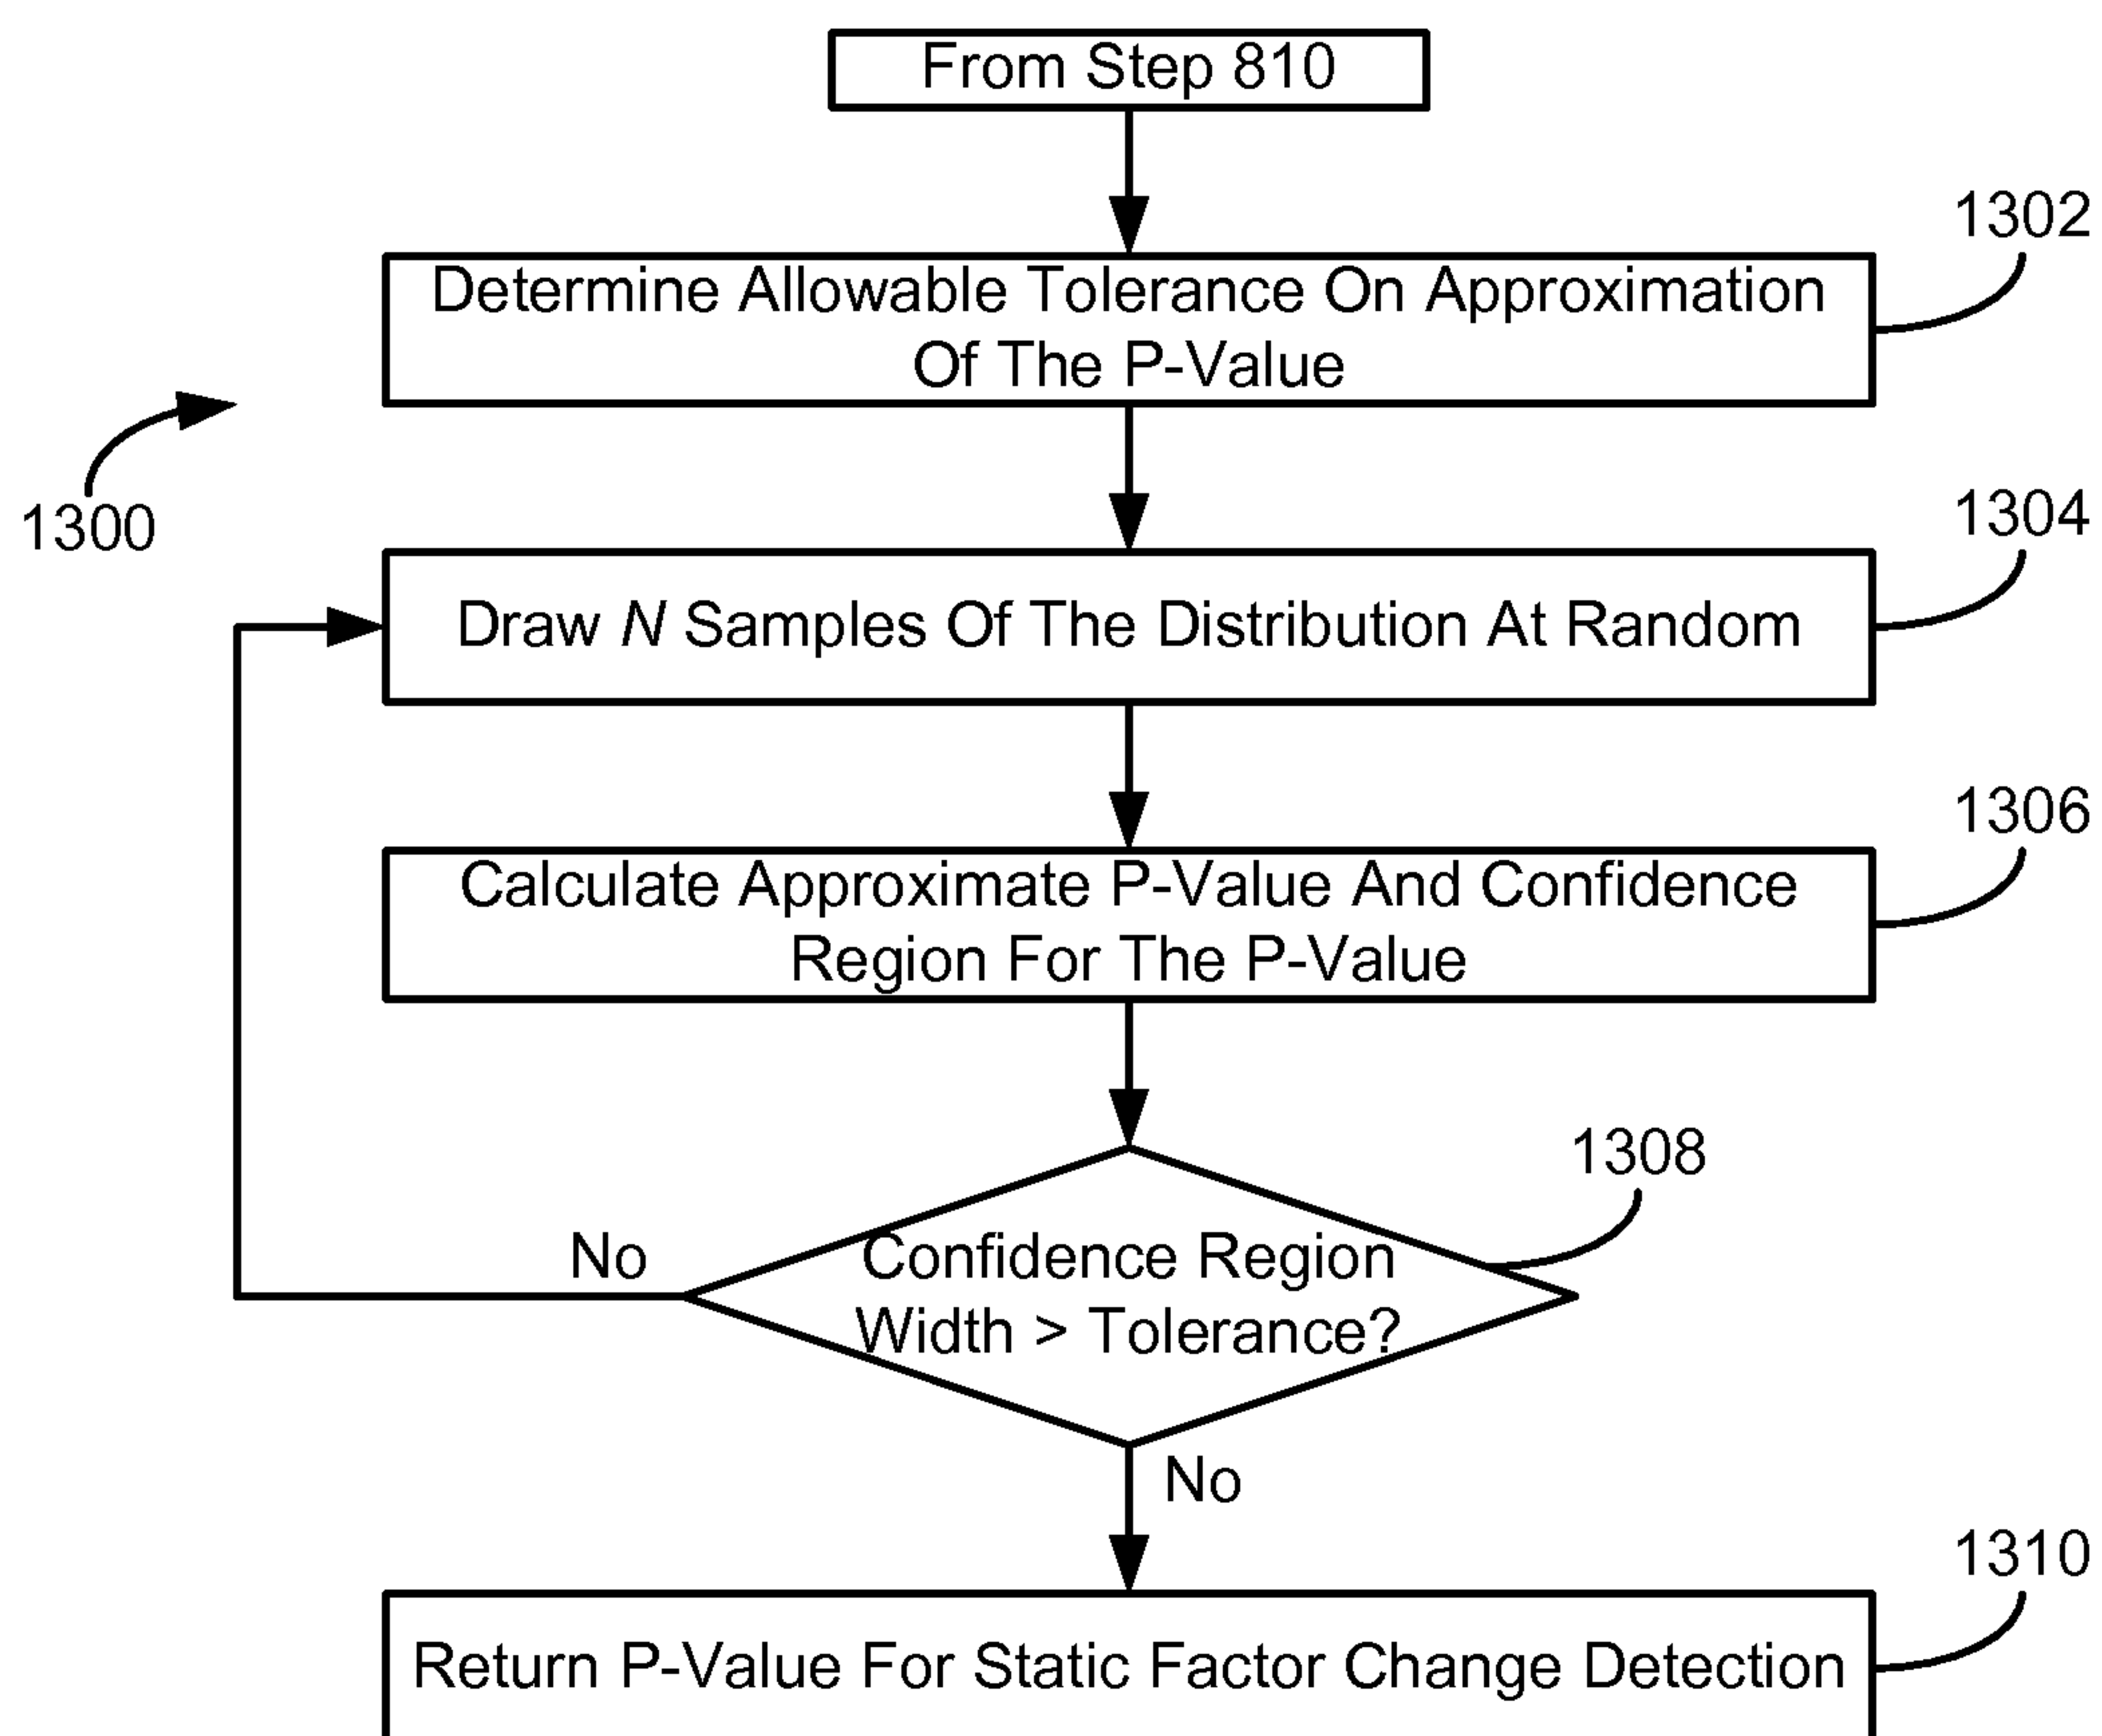 From Step 810
1302
Determine Allowable Tolerance On Approximation
Of The P-Value
1300
1304
Draw N Samples Of The Distribution At Random
1306
Calculate Approximate P-Value And Confidence
Region For The P-Value
1308
No
Confidence Region
Width > Tolerance?
No
1310
Return P-Value For Static Factor Change Detection